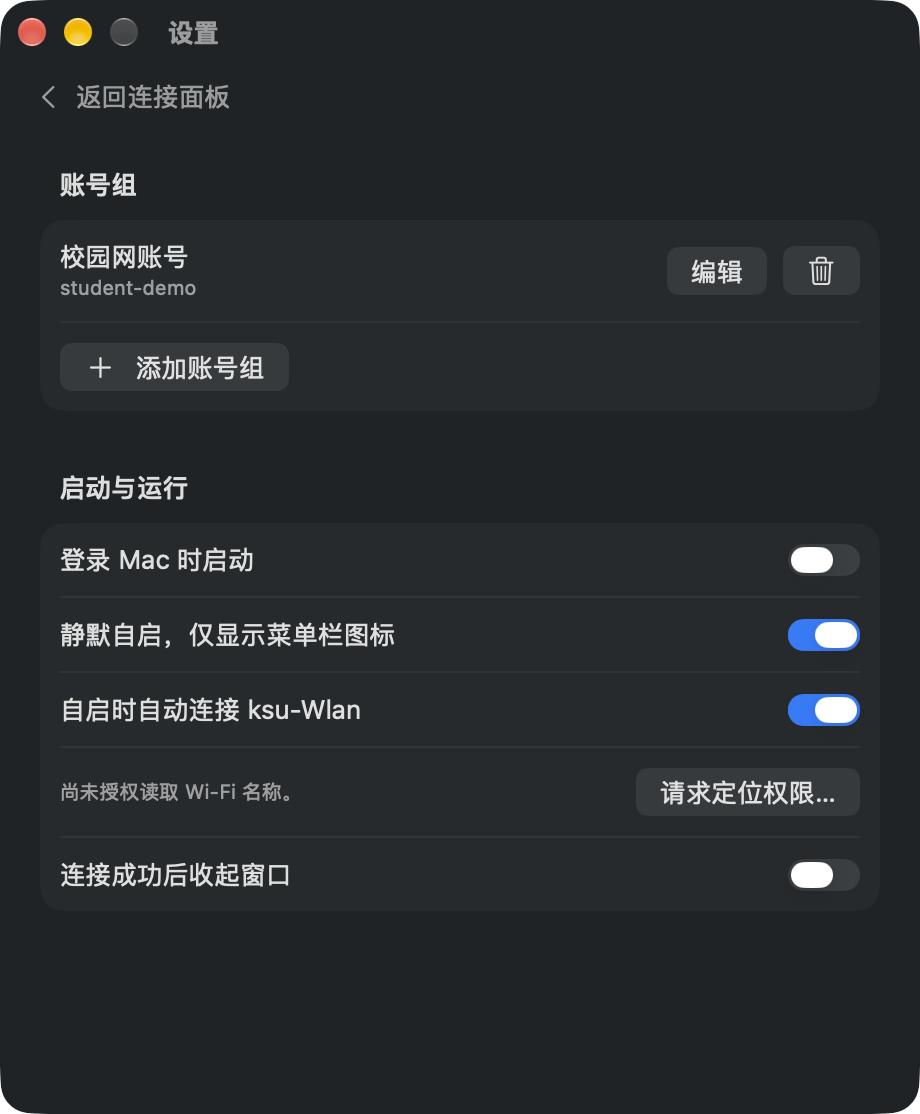 设置
返回连接面板
账号组
校园网账号
student-demo
编辑
添加账号组
启动与运行
登录 Mac 时启动
静默自启，仅显示菜单栏图标
自启时自动连接 ksu-Wlan
尚未授权读取 Wi-Fi 名称。
请求定位权限...
连接成功后收起窗口